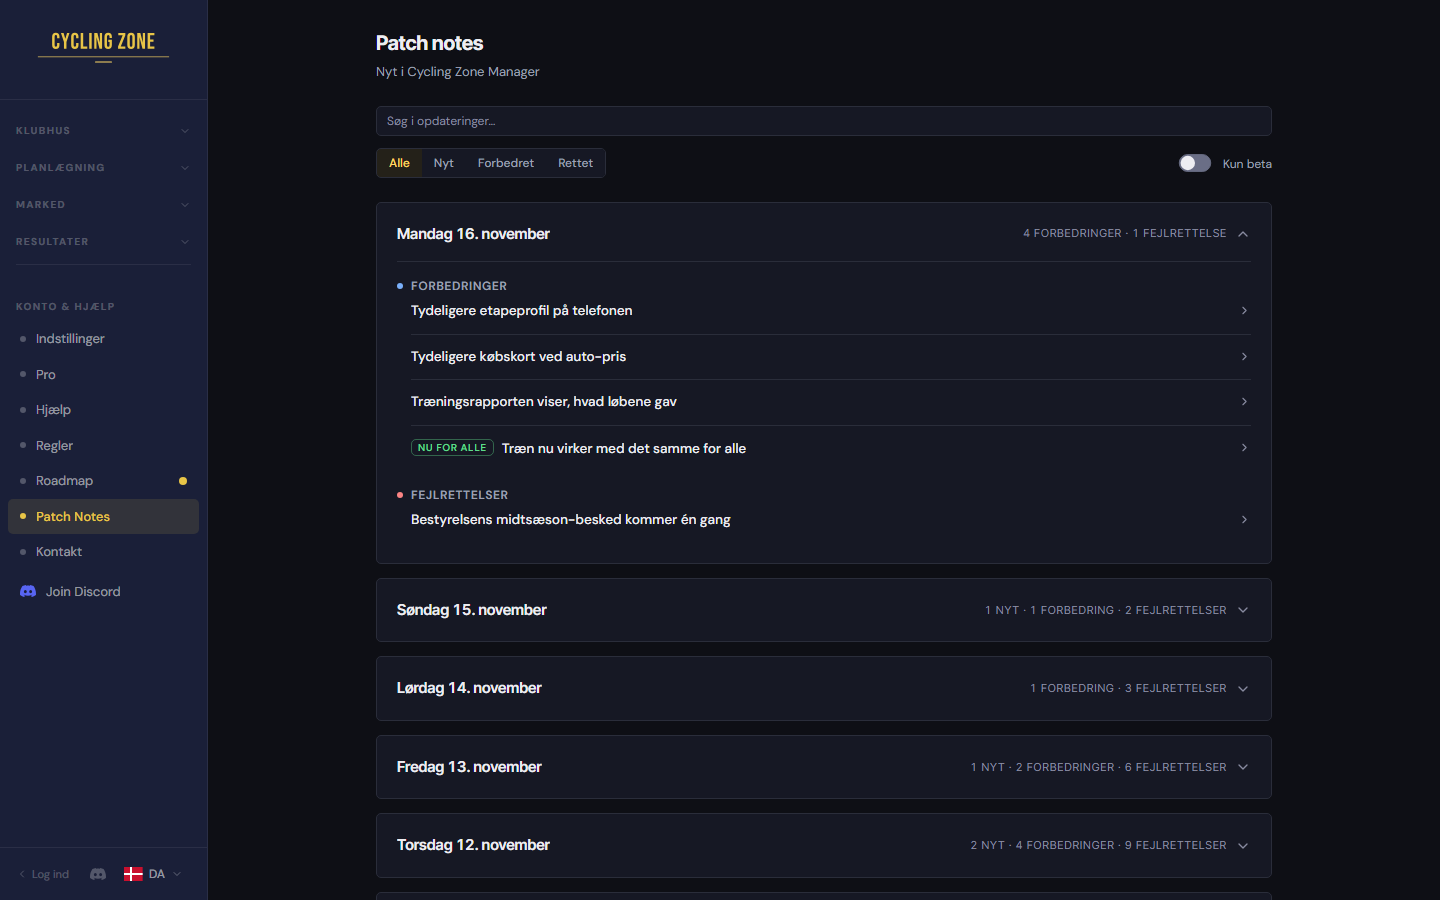 CYCLING ZONE
KLUBHUS
PLANLÆGNING
MARKED
RESULTATER
KONTO & HJÆLP
Indstillinger
Pro
Hjælp
Regler
Roadmap
Patch Notes
Kontakt
Join Discord
Log ind
DA
Patch notes
Nyt i Cycling Zone Manager
Søg i opdateringer...
Alle Nyt Forbedret Rettet
Kun beta
Mandag 16. november
4 FORBEDRINGER · 1 FEJLRETTELSE
FORBEDRINGER
Tydeligere etapeprofil på telefonen
Tydeligere købskort ved auto-pris
Træningsrapporten viser, hvad løbene gav
NU FOR ALLE Træn nu virker med det samme for alle
FEJLRETTELSER
Bestyrelsens midtsæson-besked kommer én gang
Søndag 15. november
1 NYT · 1 FORBEDRING · 2 FEJLRETTELSER
Lørdag 14. november
1 FORBEDRING · 3 FEJLRETTELSER
Fredag 13. november
1 NYT · 2 FORBEDRINGER · 6 FEJLRETTELSER
Torsdag 12. november
2 NYT · 4 FORBEDRINGER · 9 FEJLRETTELSER